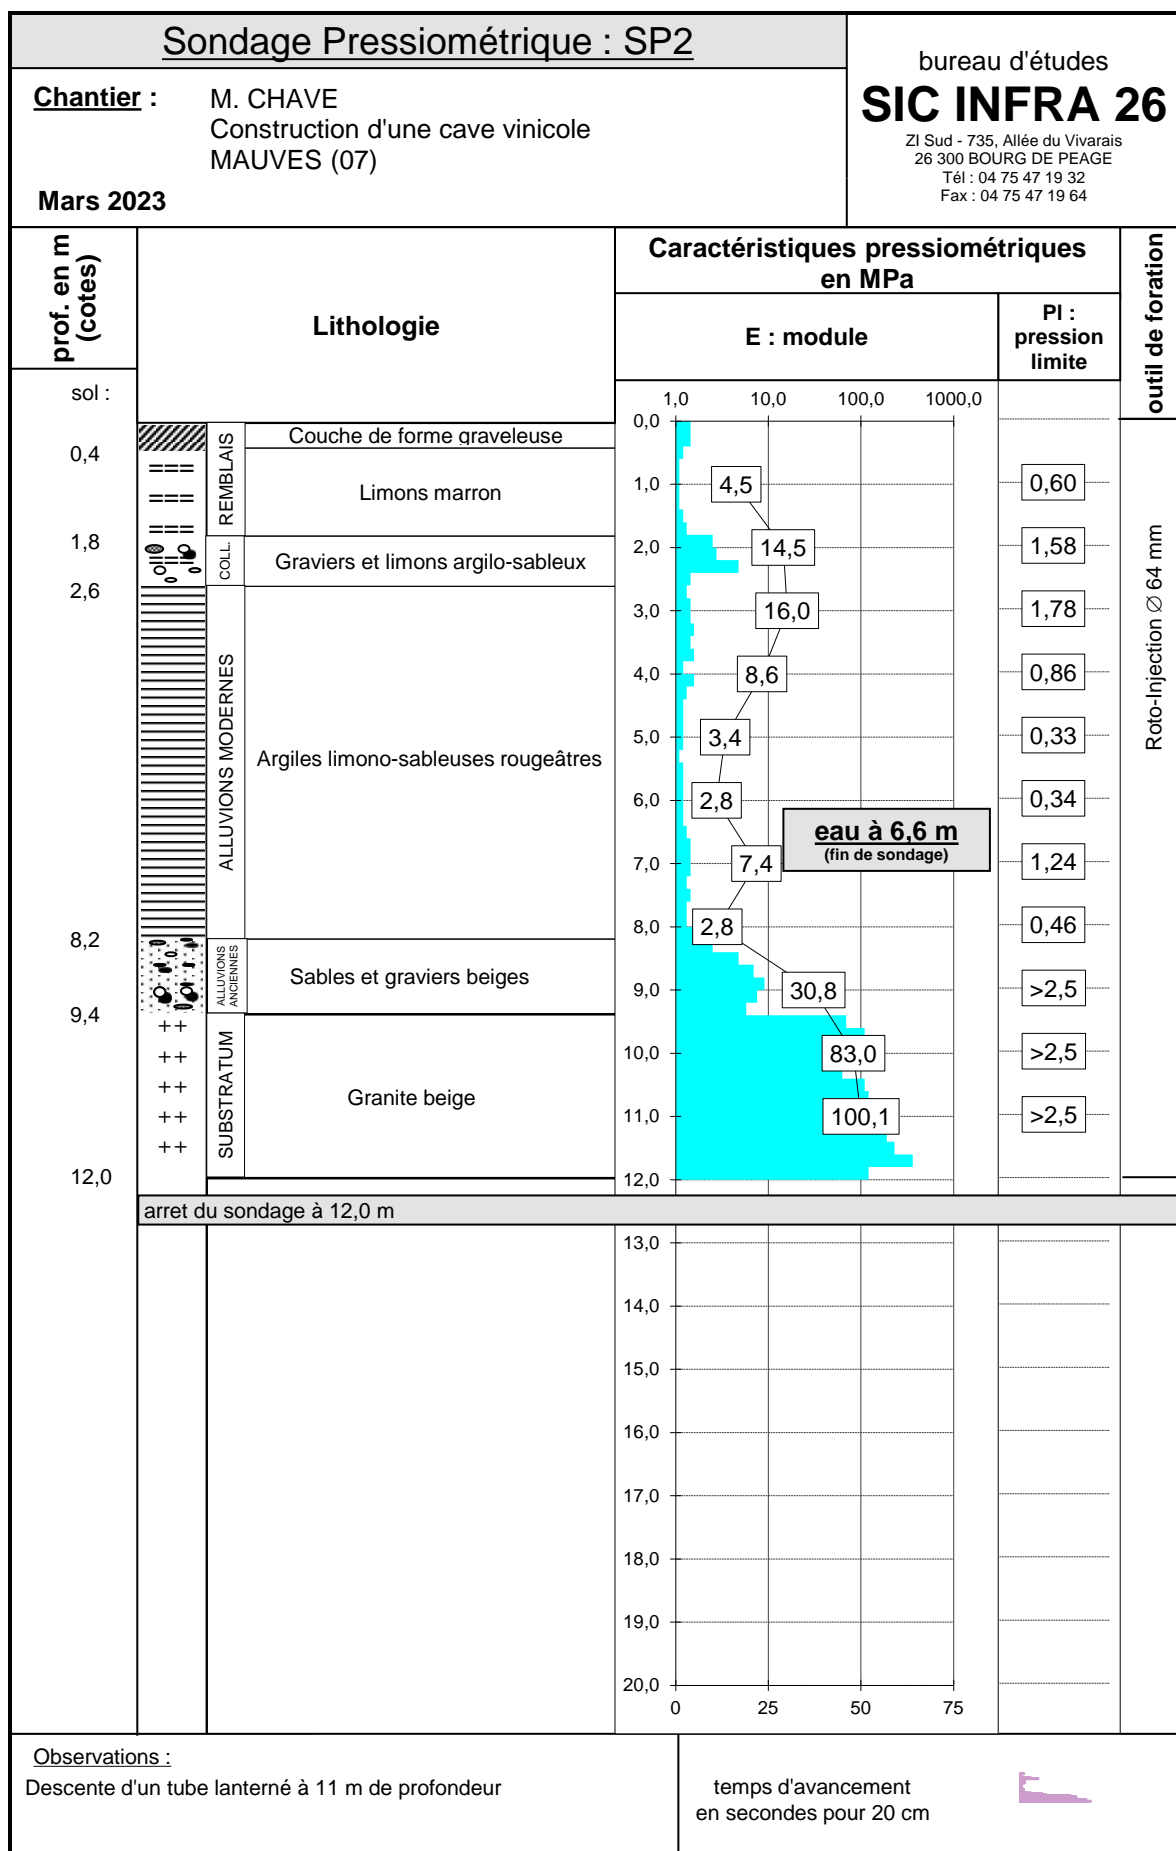 Sondage Pressiométrique : SP2
Chantier :
M. CHAVE
Construction d'une cave vinicole
MAUVES (07)
Mars 2023
bureau d'études
SIC INFRA 26
ZI Sud - 735, Allée du Vivarais
26 300 BOURG DE PEAGE
Tél : 04 75 47 19 32
Fax : 04 75 47 19 64
prof. en m
(cotes)
Lithologie
Caractéristiques pressiométriques
en MPa
E : module
Pl :
pression
limite
outil de foration
sol :
1,0 10,0 100,0 1000,0
0,0
Couche de forme graveleuse
0,4
REMBLAIS
Limons marron
1,0
4,5
0,60
1,8
COLL.
Graviers et limons argilo-sableux
2,0
14,5
1,58
2,6
3,0
16,0
1,78
Roto-Injection ∅ 64 mm
ALLUVIONS MODERNES
Argiles limono-sableuses rougeâtres
4,0
8,6
0,86
5,0
3,4
0,33
6,0
2,8
0,34
eau à 6,6 m
(fin de sondage)
7,0
7,4
1,24
8,0
2,8
0,46
8,2
ALLUVIONS
ANCIENNES
Sables et graviers beiges
9,0
30,8
>2,5
9,4
SUBSTRATUM
Granite beige
10,0
83,0
>2,5
11,0
100,1
>2,5
12,0
12,0
arret du sondage à 12,0 m
13,0
14,0
15,0
16,0
17,0
18,0
19,0
20,0
0 25 50 75
Observations :
Descente d'un tube lanterné à 11 m de profondeur
temps d'avancement
en secondes pour 20 cm